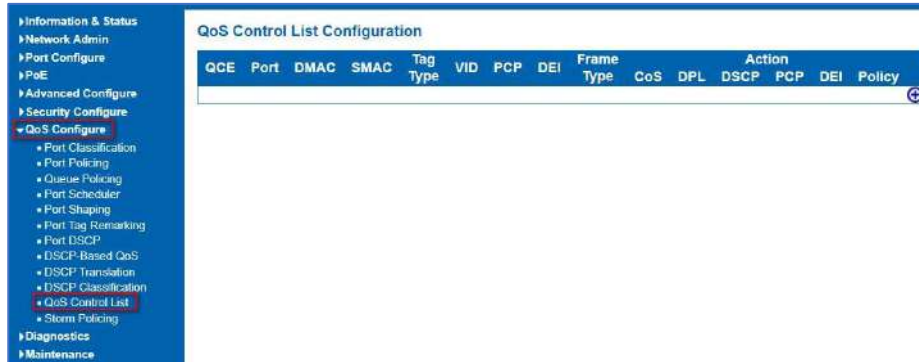 Information & Status
Network Admin
Port Configure
PoE
Advanced Configure
Security Configure
QoS Configure
Port Classification
Port Policing
Queue Policing
Port Scheduler
Port Shaping
Port Tag Remarking
Port DSCP
DSCP-Based QoS
DSCP Translation
DSCP Classification
QoS Control List
Storm Policing
Diagnostics
Maintenance
QoS Control List Configuration
QCE Port DMAC SMAC Tag Type VID PCP DEI Frame Type Action
CoS DPL DSCP PCP DEI Policy